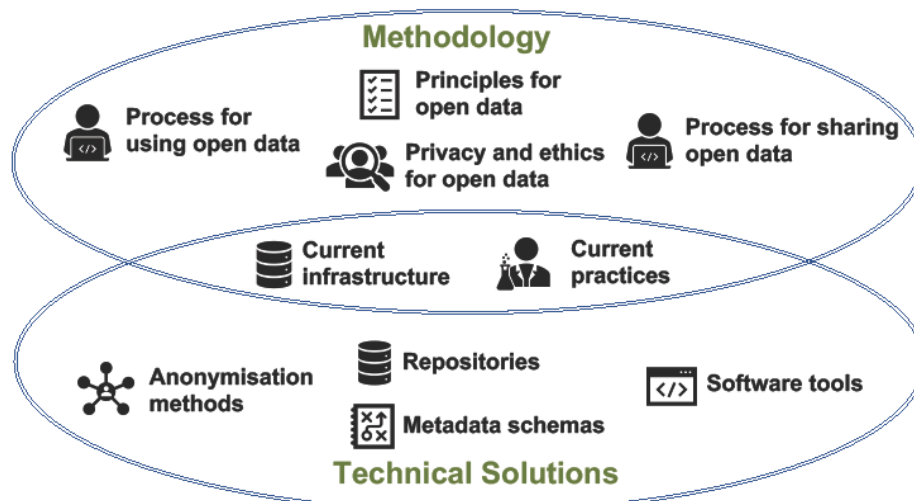 Methodology
Principles for
open data
Process for
using open data
Process for sharing
open data
Privacy and ethics
for open data
Current
infrastructure
Current
practices
Anonymisation
methods
Repositories
Software tools
Metadata schemas
Technical Solutions